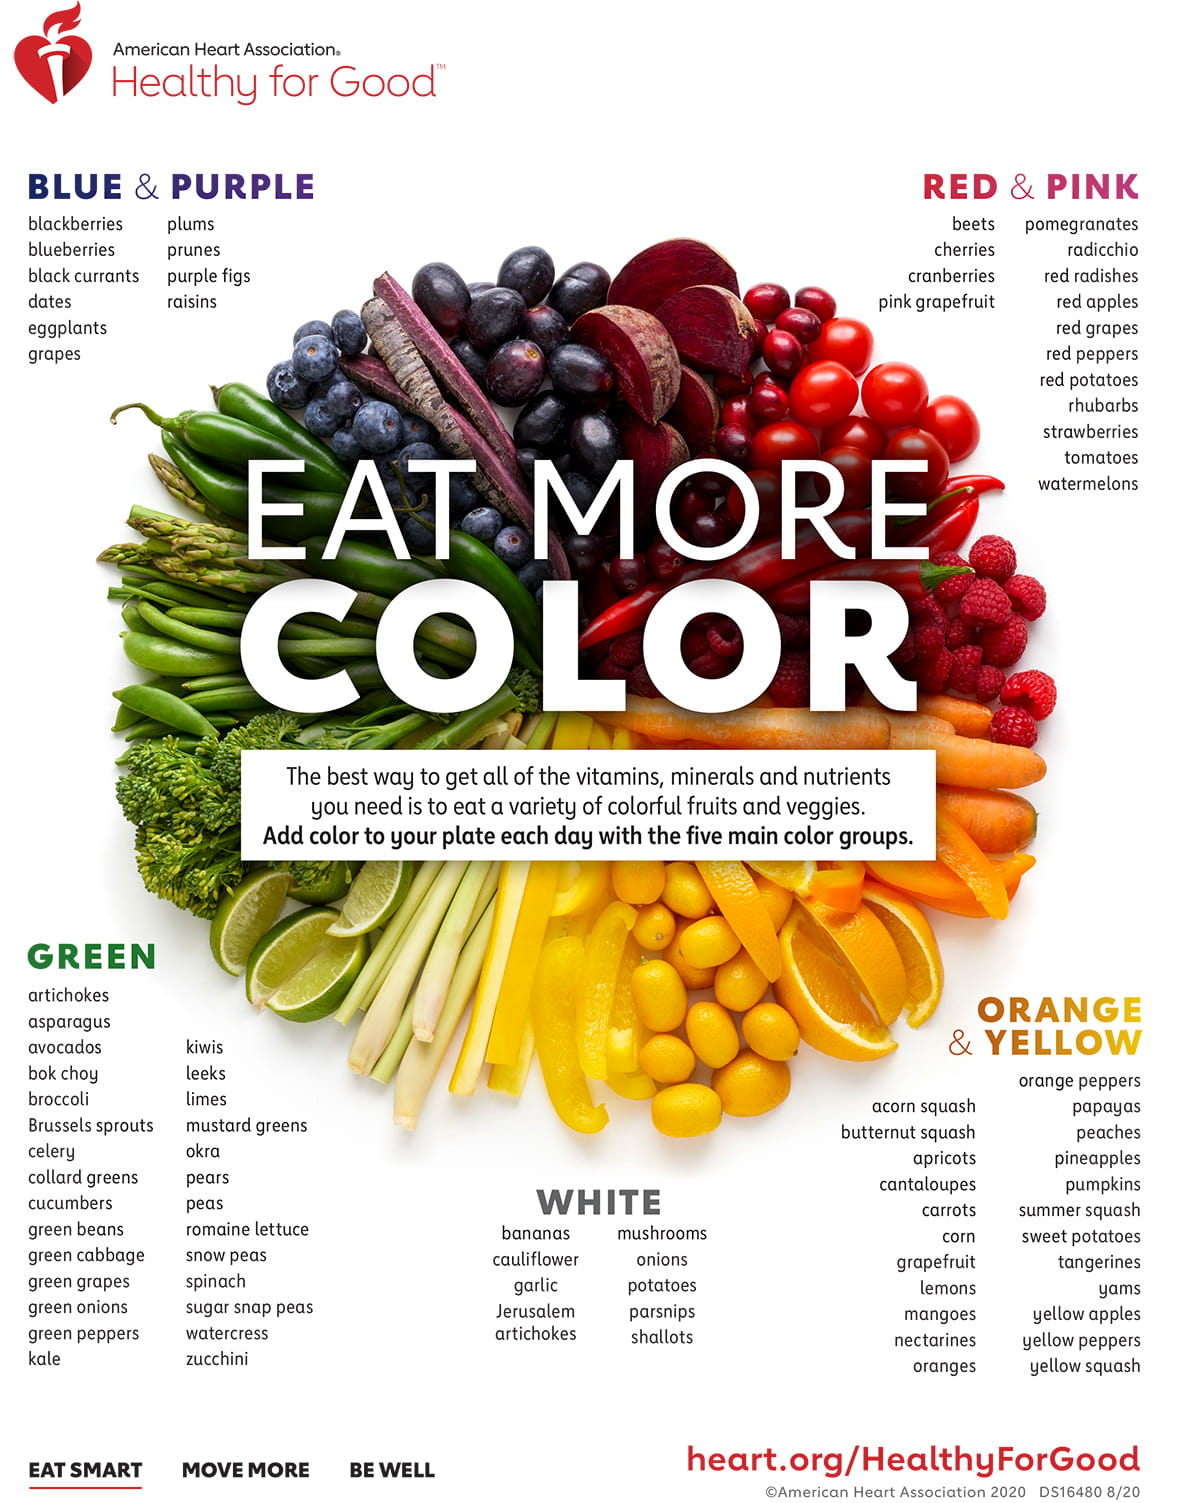 American Heart Association®
Healthy for Good™
BLUE & PURPLE
blackberries
blueberries
black currants
dates
eggplants
grapes
plums
prunes
purple figs
raisins
RED & PINK
beets
cherries
cranberries
pink grapefruit
pomegranates
radicchio
red radishes
red apples
red grapes
red peppers
red potatoes
rhubarbs
strawberries
tomatoes
watermelons
EAT MORE
COLOR
The best way to get all of the vitamins, minerals and nutrients
you need is to eat a variety of colorful fruits and veggies.
Add color to your plate each day with the five main color groups.
GREEN
artichokes
asparagus
avocados
bok choy
broccoli
Brussels sprouts
celery
collard greens
cucumbers
green beans
green cabbage
green grapes
green onions
green peppers
kale
kiwis
leeks
limes
mustard greens
okra
pears
peas
romaine lettuce
snow peas
spinach
sugar snap peas
watercress
zucchini
WHITE
bananas
cauliflower
garlic
Jerusalem
artichokes
mushrooms
onions
potatoes
parsnips
shallots
ORANGE
& YELLOW
acorn squash
butternut squash
apricots
cantaloupes
carrots
corn
grapefruit
lemons
mangoes
nectarines
oranges
orange peppers
papayas
peaches
pineapples
pumpkins
summer squash
sweet potatoes
tangerines
yams
yellow apples
yellow peppers
yellow squash
EAT SMART
MOVE MORE
BE WELL
heart.org/HealthyForGood
©American Heart Association 2020 DS16480 8/20